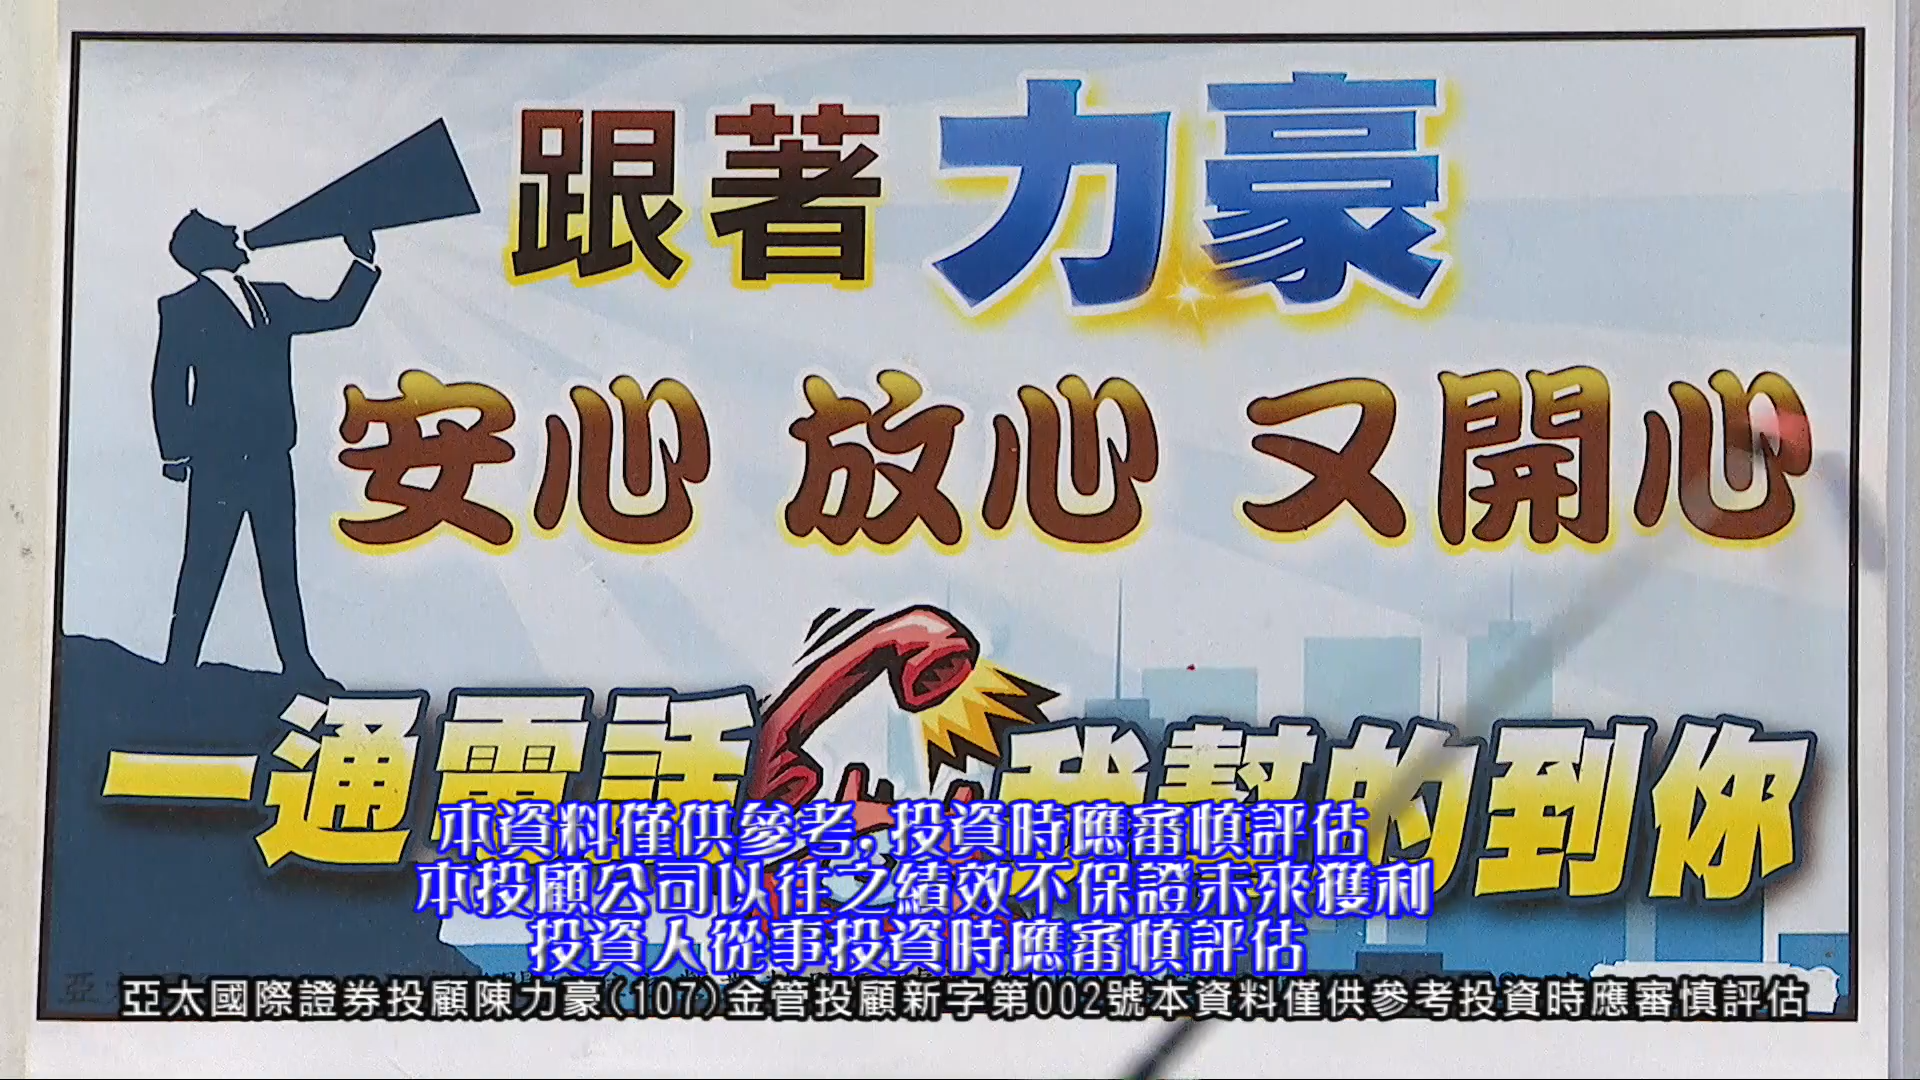 跟著力豪
安心 放心 又開心
一通電話 我幫的到你
本資料僅供參考,投資時應審慎評估
本投顧公司以往之績效不保證未來獲利
投資人從事投資時應審慎評估
亞太國際證券投顧陳力豪(107)金管投顧新字第002號本資料僅供參考投資時應審慎評估